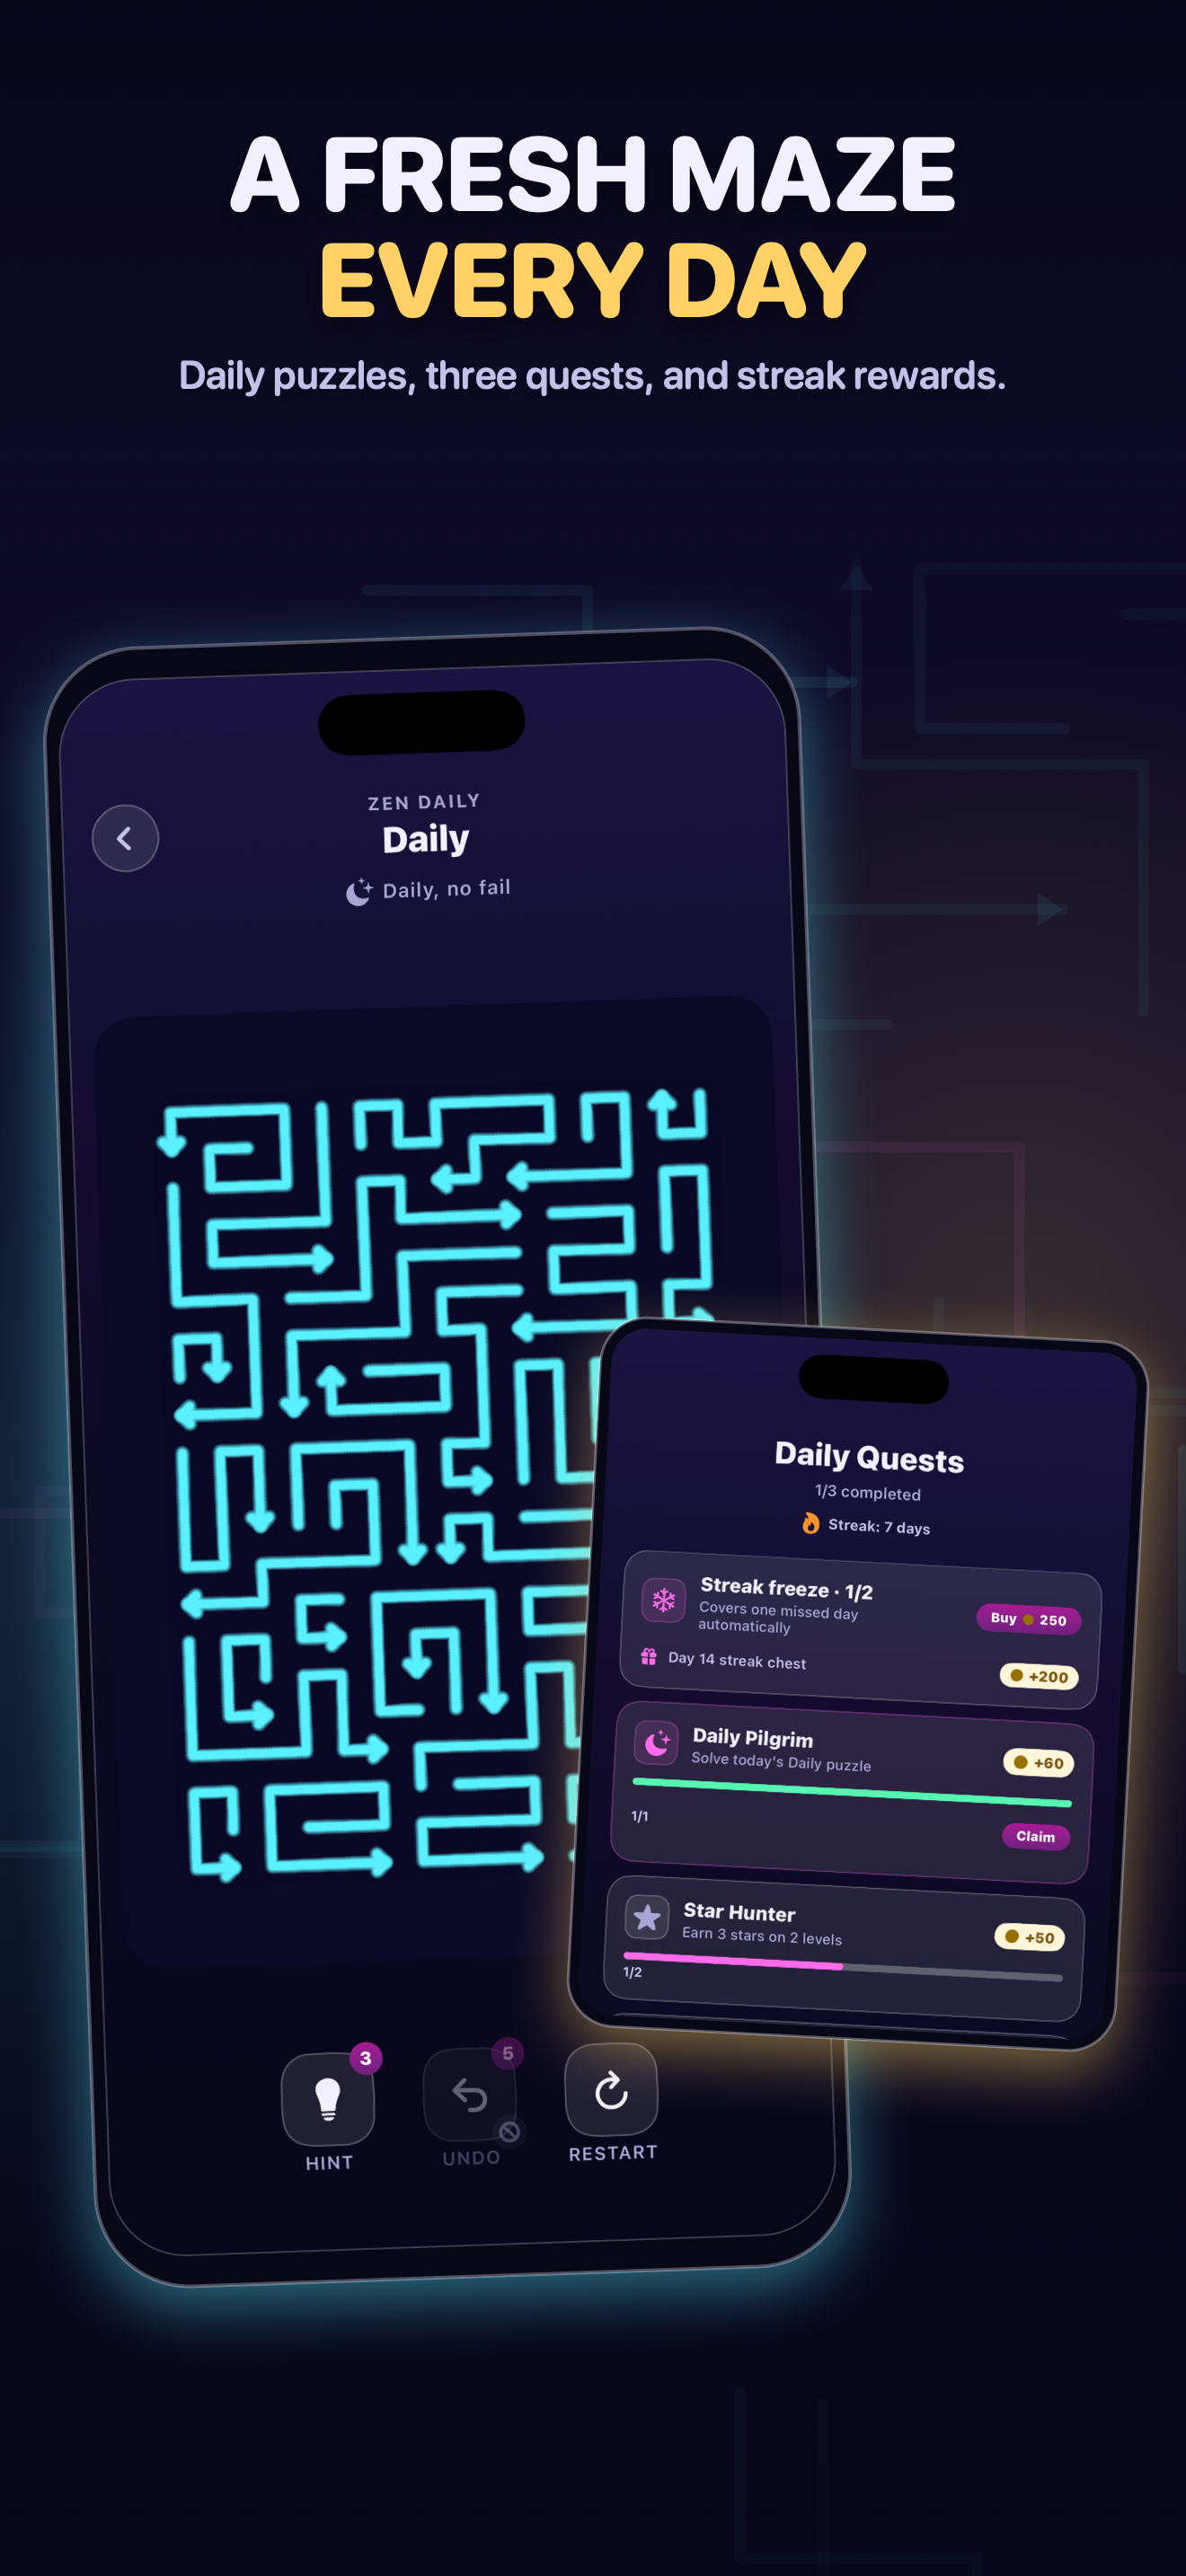 A FRESH MAZE
EVERY DAY
Daily puzzles, three quests, and streak rewards.
ZEN DAILY
Daily
Daily, no fail
Daily Quests
1/3 completed
Streak: 7 days
Streak freeze · 1/2
Covers one missed day
automatically
Buy 250
Day 14 streak chest
+200
Daily Pilgrim
Solve today's Daily puzzle
+60
1/1
Claim
Star Hunter
Earn 3 stars on 2 levels
+50
1/2
3
HINT
5
UNDO
RESTART